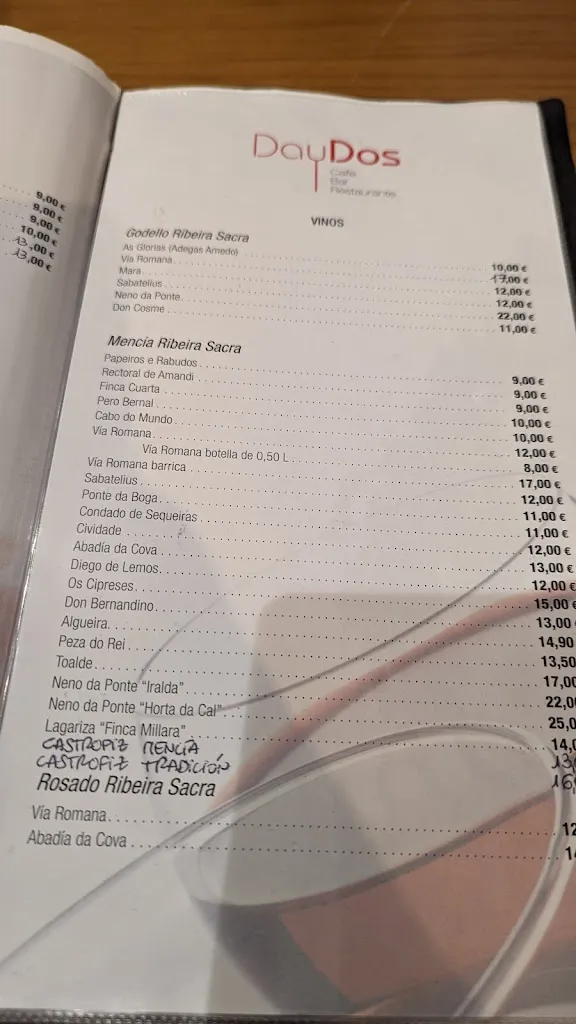 9,00 €
9,00 €
9,00 €
10,00 €
13,00 €
13,00 €
DayDos
Café
Bar
Restaurante
VINOS
Godello Ribeira Sacra
As Glorias (Adegas Amedo) 10,00 €
Vía Romana 17,00 €
Mara 12,00 €
Sabatelius 12,00 €
Neno da Ponte 22,00 €
Don Cosme 11,00 €
Mencía Ribeira Sacra
Papeiros e Rabudos 9,00 €
Rectoral de Amandi 9,00 €
Finca Cuarta 9,00 €
Pero Bernal 10,00 €
Cabo do Mundo 10,00 €
Vía Romana 12,00 €
Vía Romana botella de 0,50 L 8,00 €
Vía Romana barrica 17,00 €
Sabatelius 12,00 €
Ponte da Boga 11,00 €
Condado de Sequeiras 11,00 €
Cividade 12,00 €
Abadía da Cova 13,00 €
Diego de Lemos 12,00 €
Os Cipreses 15,00 €
Don Bernandino 13,00
Algueira 14,90
Peza do Rei 13,50
Toalde 17,00
Neno da Ponte "Iralda" 22,0
Neno da Ponte "Horta da Cal" 25,0
Lagariza "Finca Millara" 14,0
CASTROFIZ MENCÍA 13,
CASTROFIZ TRADICIÓN 16,
Rosado Ribeira Sacra
Vía Romana 12
Abadía da Cova 14